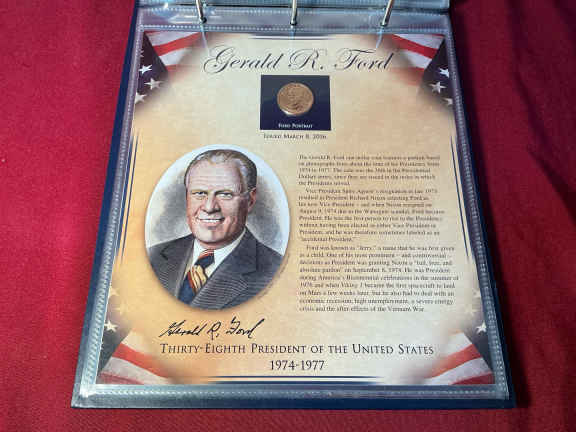 Gerald R. Ford
FORD PORTRAIT
ISSUED MARCH 8, 2016
The Gerald R. Ford one dollar coin features a portrait based
on photographs from about the time of his Presidency from
1974 to 1977. The coin was the 38th in the Presidential
Dollars series, since they are issued in the order in which
the Presidents served.
Vice President Spiro Agnew's resignation in late 1973
resulted in President Richard Nixon selecting Ford as
his new Vice President – and when Nixon resigned on
August 9, 1974 due to the Watergate scandal, Ford became
President. He was the first person to rise to the Presidency
without having been elected as either Vice President or
President, and he was therefore sometimes labeled as an
"accidental President."
Ford was known as "Jerry," a name that he was first given
as a child. One of his most prominent – and controversial –
decisions as President was granting Nixon a "full, free, and
absolute pardon" on September 8, 1974. He was President
during America's Bicentennial celebrations in the summer of
1976 and when Viking 1 became the first spacecraft to land
on Mars a few weeks later, but he also had to deal with an
economic recession, high unemployment, a severe energy
crisis and the after effects of the Vietnam War.
Gerald R. Ford
THIRTY-EIGHTH PRESIDENT OF THE UNITED STATES
1974-1977